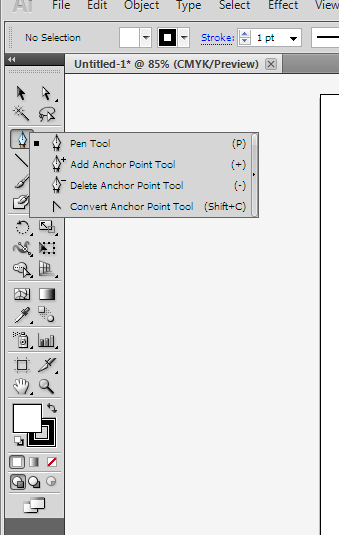 Ai File Edit Object Type Select Effect View
No Selection Stroke: 1 pt
Untitled-1* @ 85% (CMYK/Preview)
Pen Tool (P)
Add Anchor Point Tool (+)
Delete Anchor Point Tool (-)
Convert Anchor Point Tool (Shift+C)